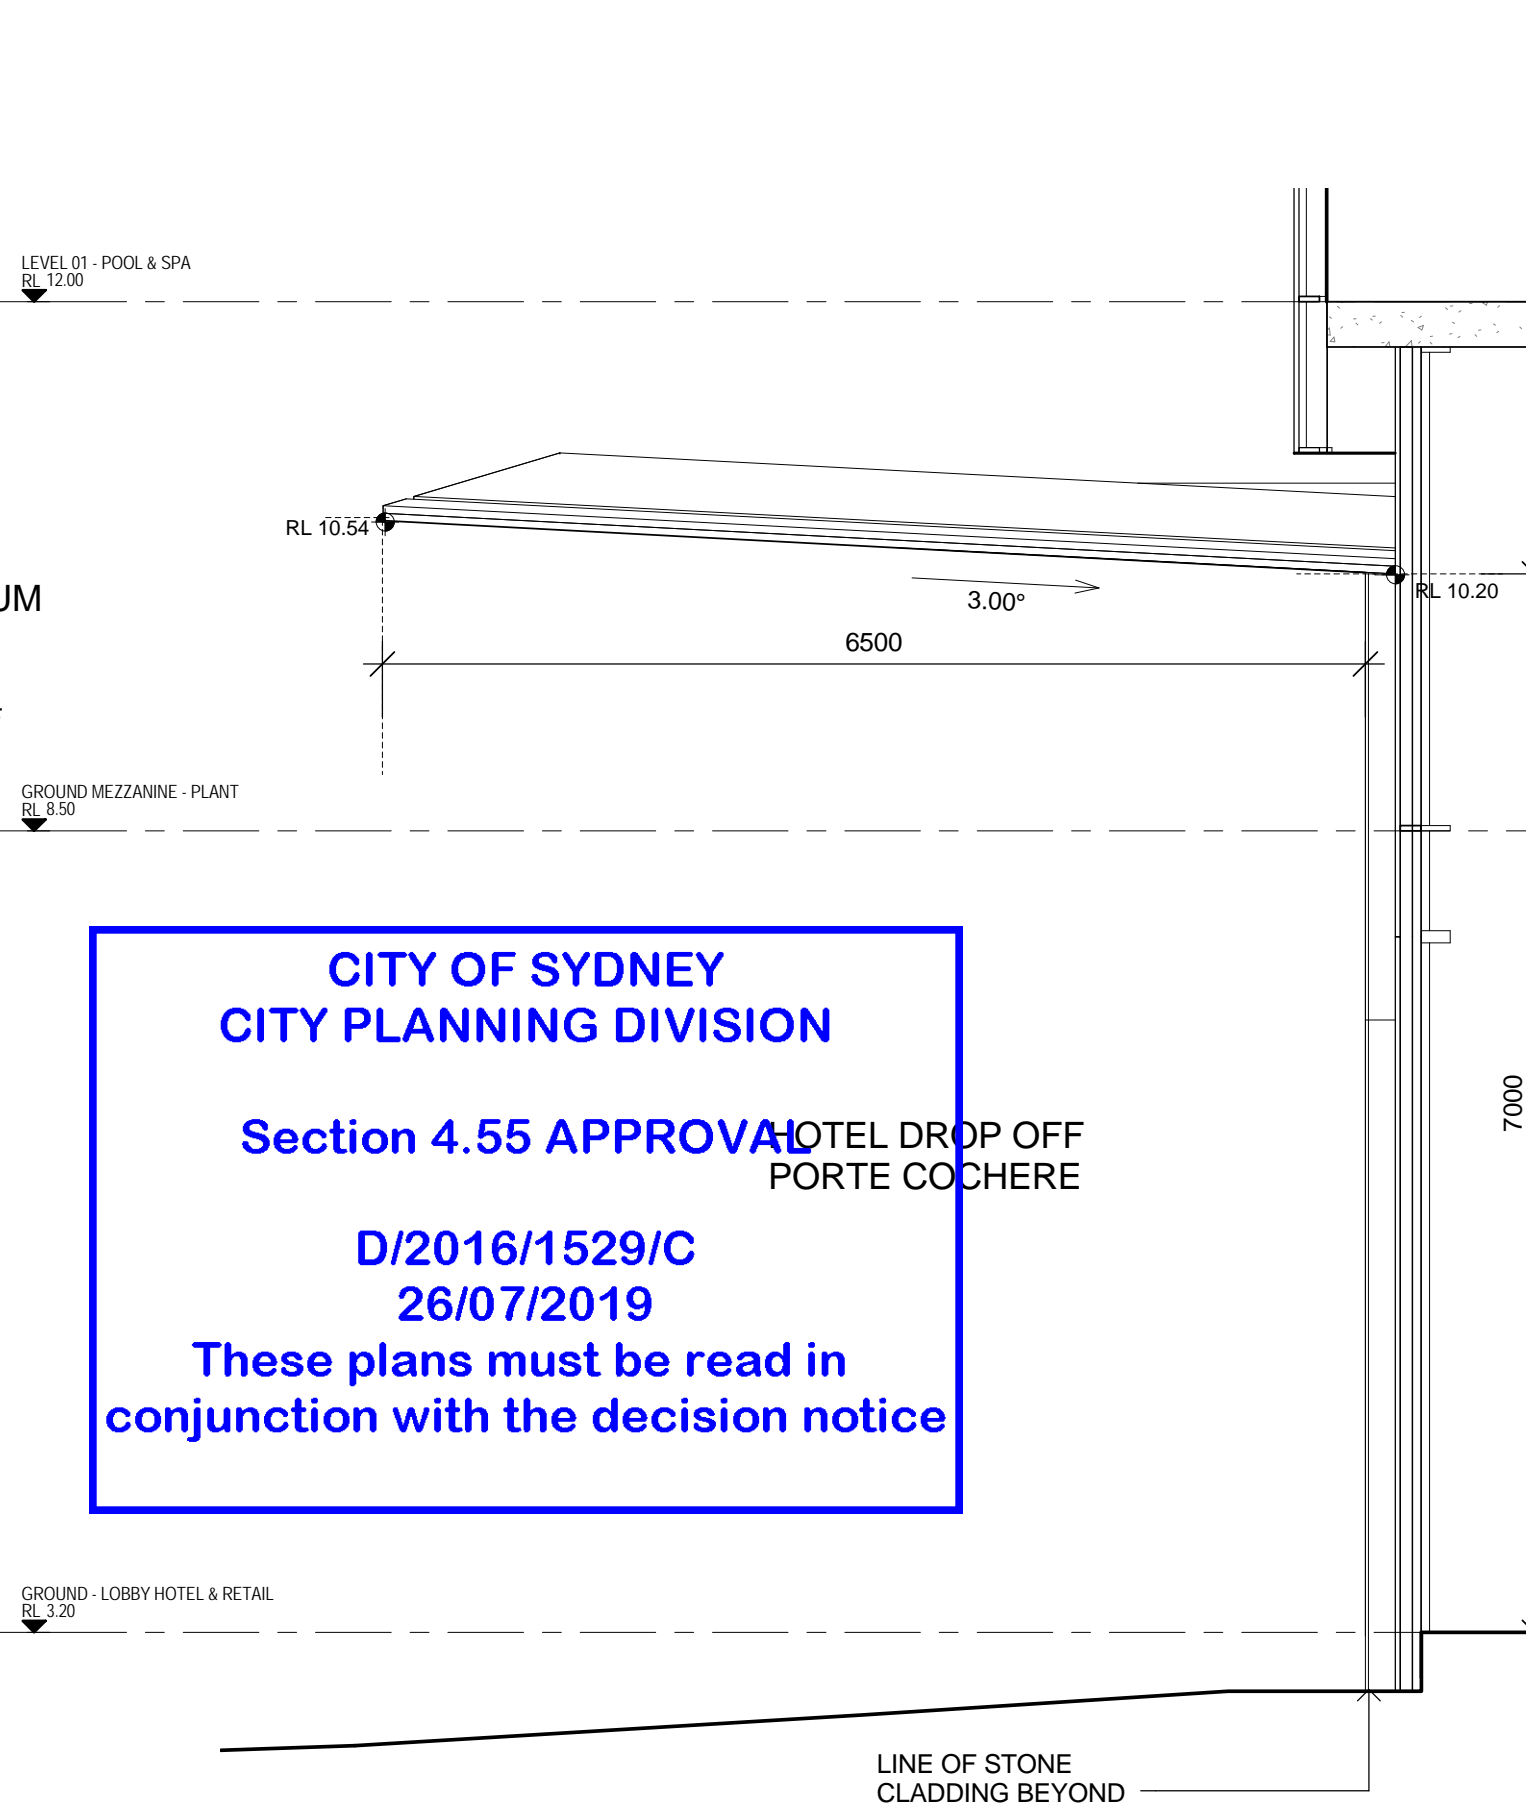 LEVEL 01 - POOL & SPA
RL 12.00
RL 10.54
UM
3.00°
RL 10.20
6500
GROUND MEZZANINE - PLANT
RL 8.50
CITY OF SYDNEY
CITY PLANNING DIVISION
7000
Section 4.55 APPROVAL
HOTEL DROP OFF
PORTE COCHERE
D/2016/1529/C
26/07/2019
These plans must be read in
conjunction with the decision notice
GROUND - LOBBY HOTEL & RETAIL
RL 3.20
LINE OF STONE
CLADDING BEYOND